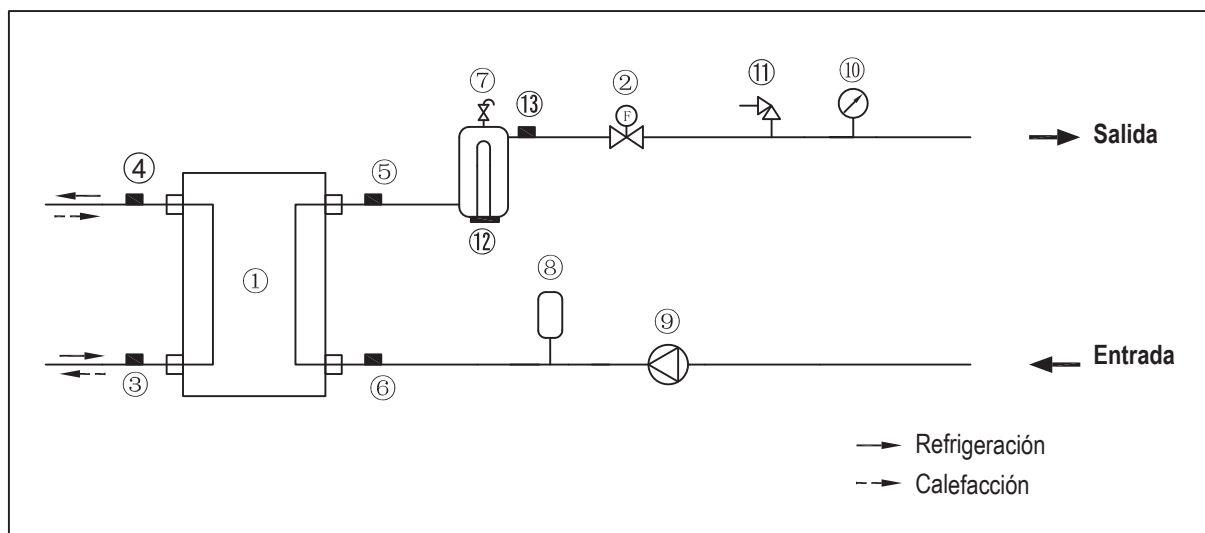 ⑦ ⑬ ② ⑪ ⑩
F
Salida
④ ⑤
⑫
① ⑧
⑨
Entrada
③ ⑥
Refrigeración
Calefacción